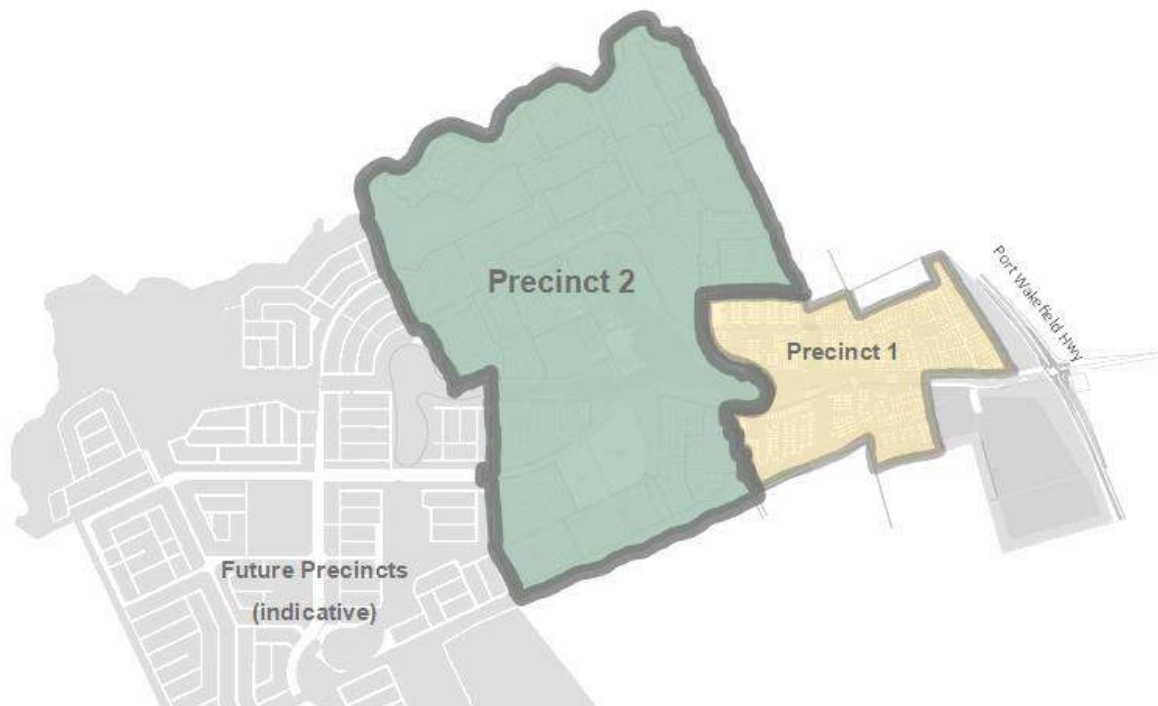 Precinct 2
Port Wakefield Hwy
Precinct 1
Future Precincts
(indicative)